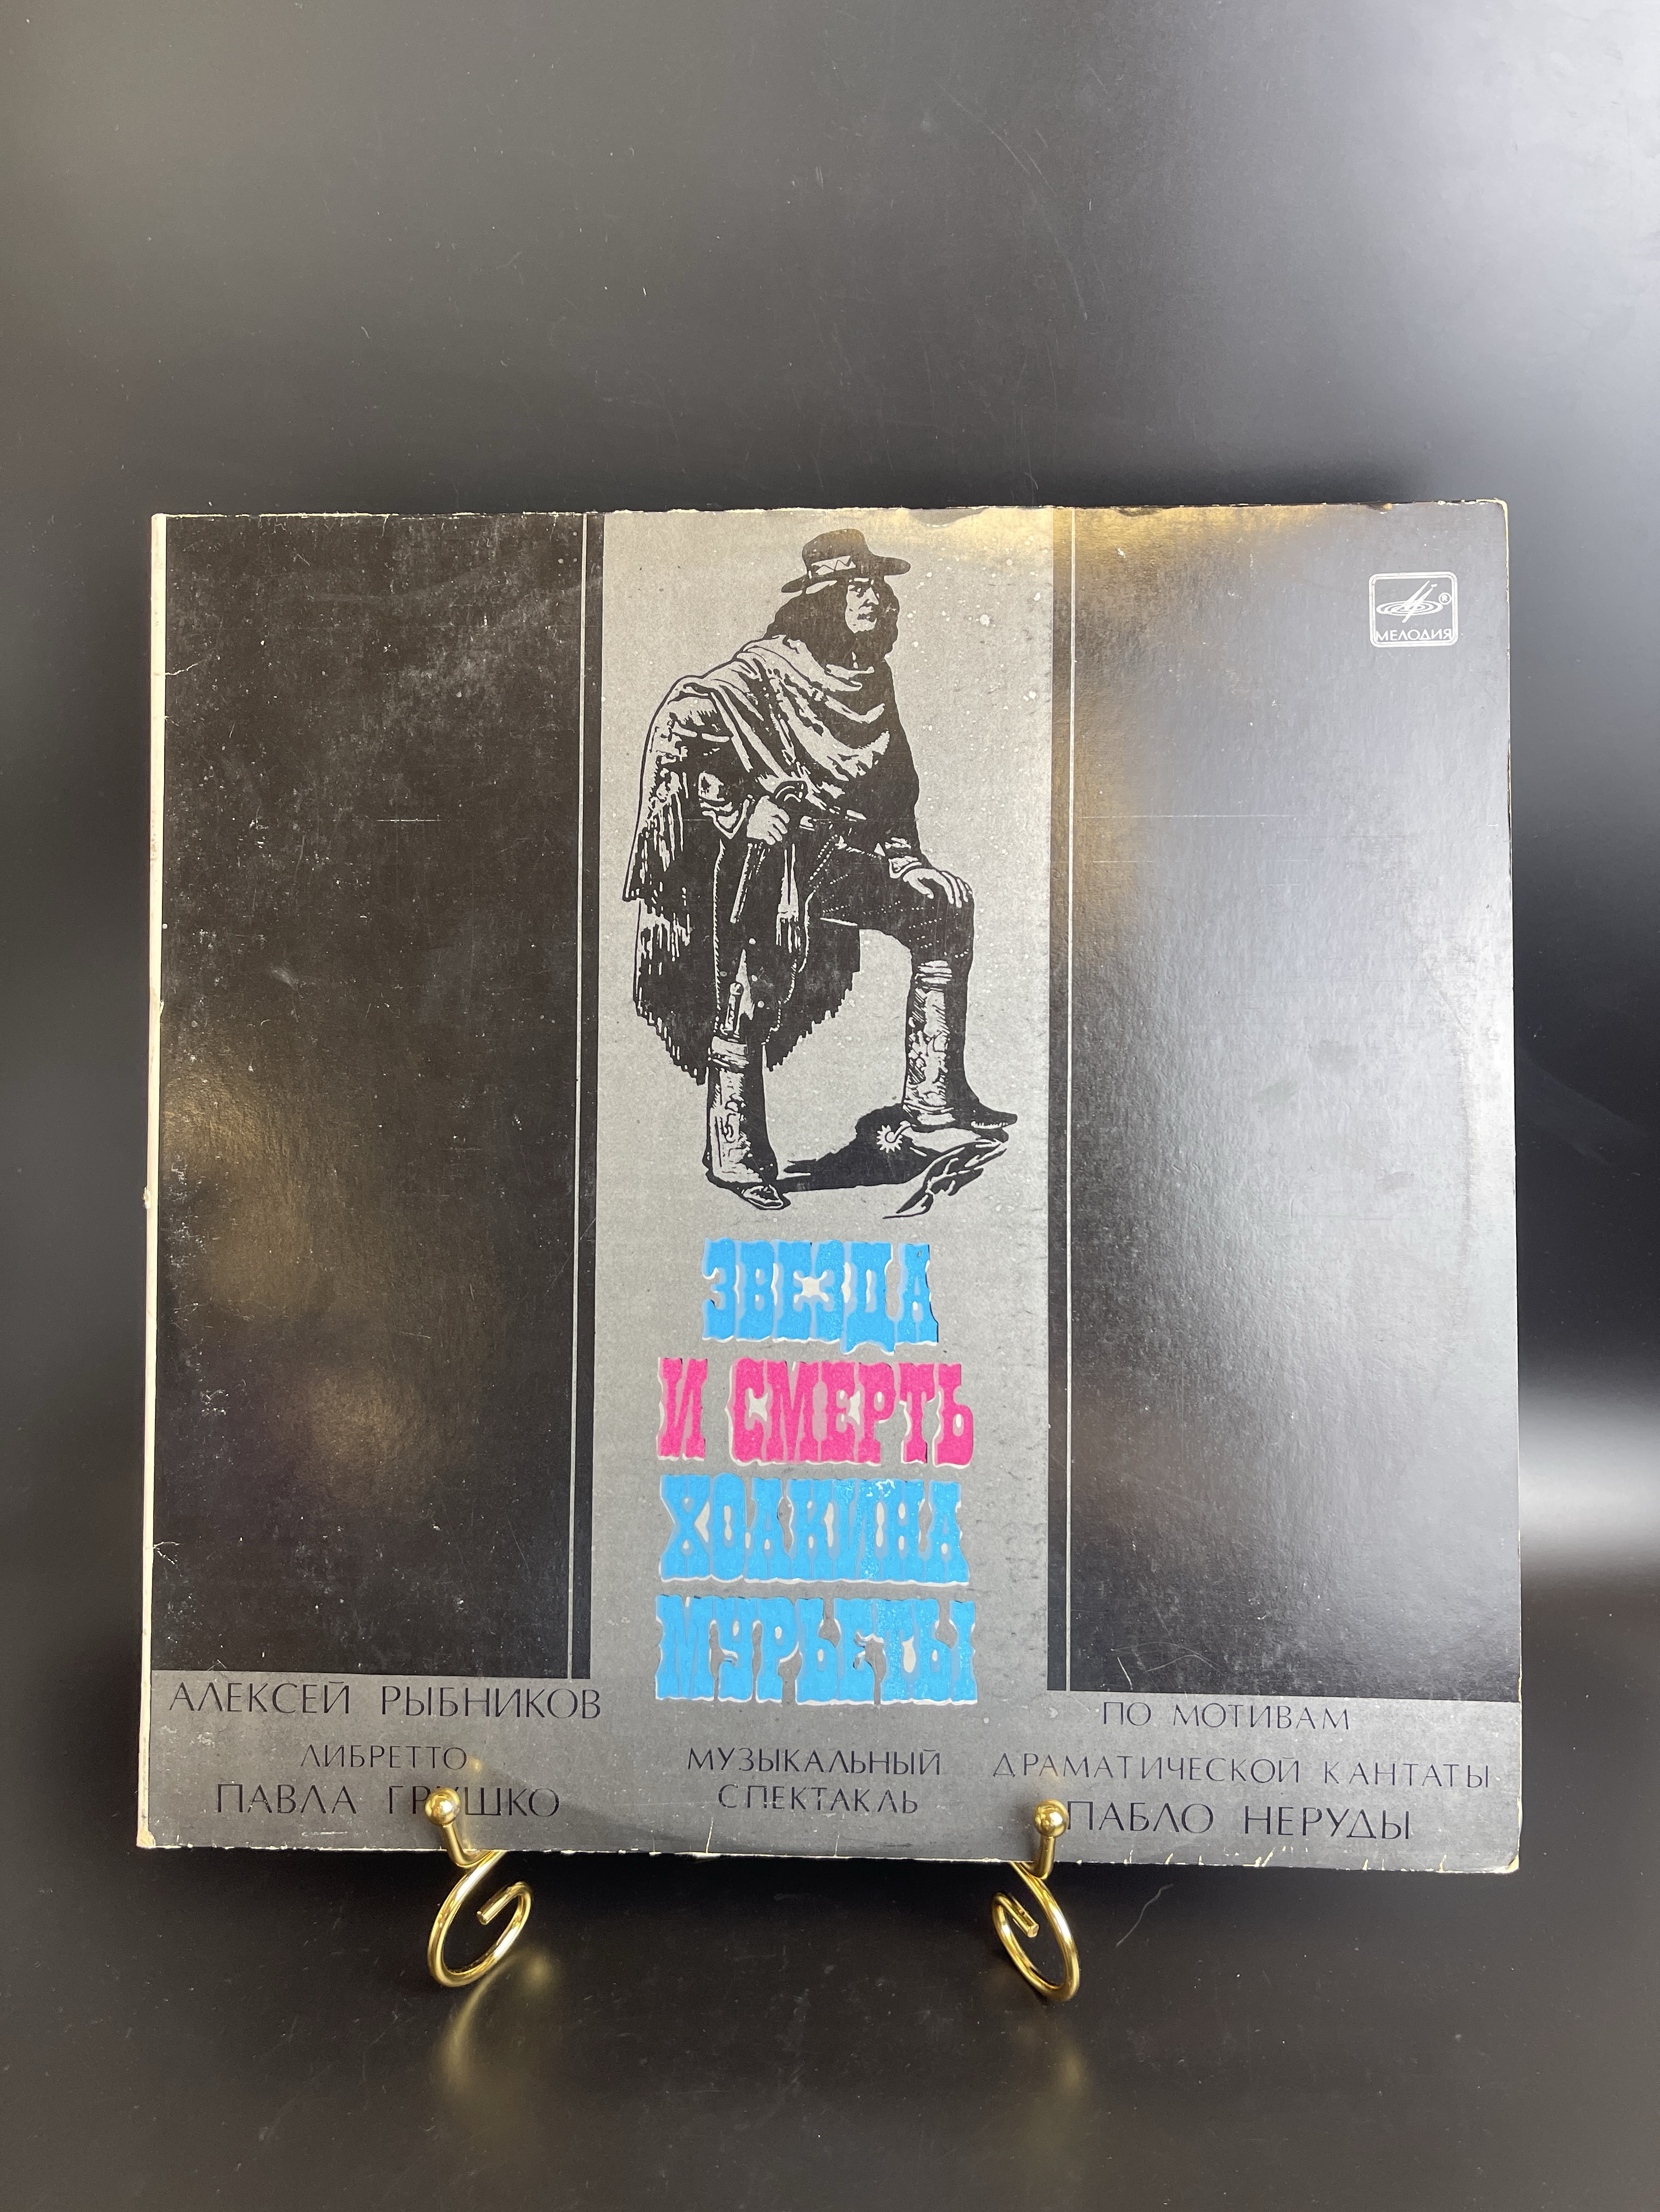 МЕЛОДИЯ
ЗВЕЗДА
И СМЕРТЬ
ХОАКИНА
МУРЬЕТЫ
АЛЕКСЕЙ РЫБНИКОВ
ЛИБРЕТТО
ПАВЛА ГРУШКО
МУЗЫКАЛЬНЫЙ
СПЕКТАКЛЬ
ПО МОТИВАМ
ДРАМАТИЧЕСКОЙ КАНТАТЫ
ПАБЛО НЕРУДЫ